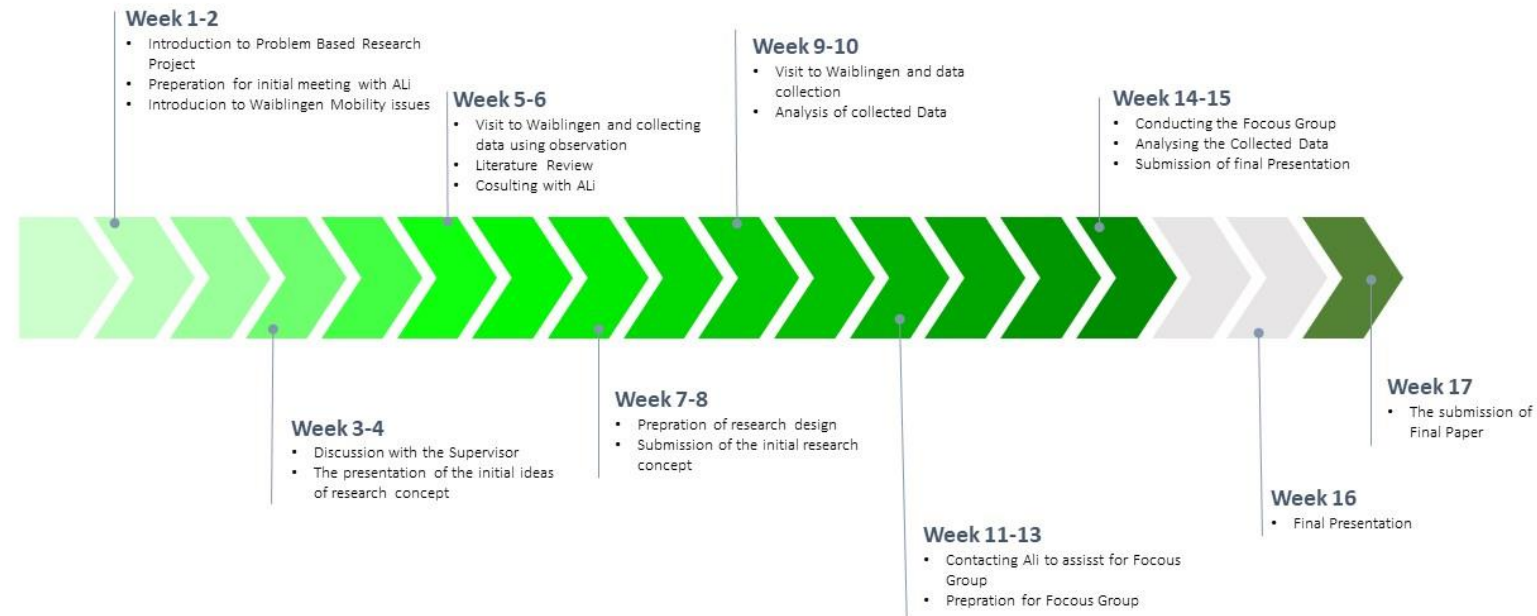 Week 1-2
• Introduction to Problem Based Research
Project
• Preperation for initial meeting with ALi
• Introducion to Waiblingen Mobility issues
Week 5-6
• Visit to Waiblingen and collecting
data using observation
• Literature Review
• Cosulting with ALi
Week 9-10
• Visit to Waiblingen and data
collection
• Analysis of collected Data
Week 14-15
• Conducting the Focous Group
• Analysing the Collected Data
• Submission of final Presentation
Week 3-4
• Discussion with the Supervisor
• The presentation of the initial ideas
of research concept
Week 7-8
• Prepration of research design
• Submission of the initial research
concept
Week 11-13
• Contacting Ali to assisst for Focous
Group
• Prepration for Focous Group
Week 16
• Final Presentation
Week 17
• The submission of
Final Paper